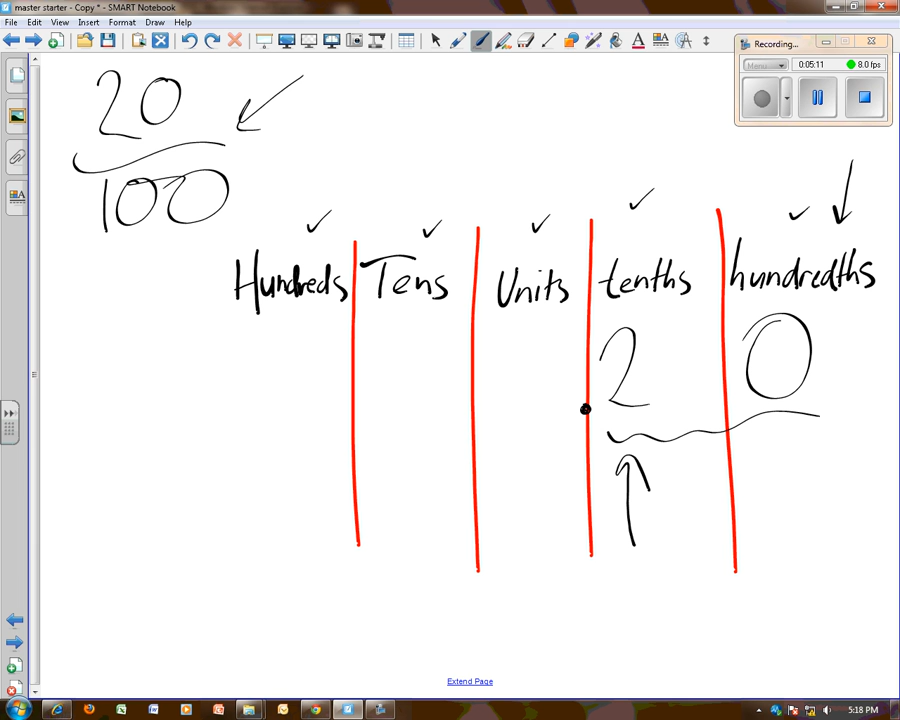 master starter - Copy * - SMART Notebook
File Edit View Insert Format Draw Help
Recording...
Menu 0:05:11 8.0 fps
20
100
Hundreds Tens Units tenths hundredths
2 0
Extend Page
5:18 PM